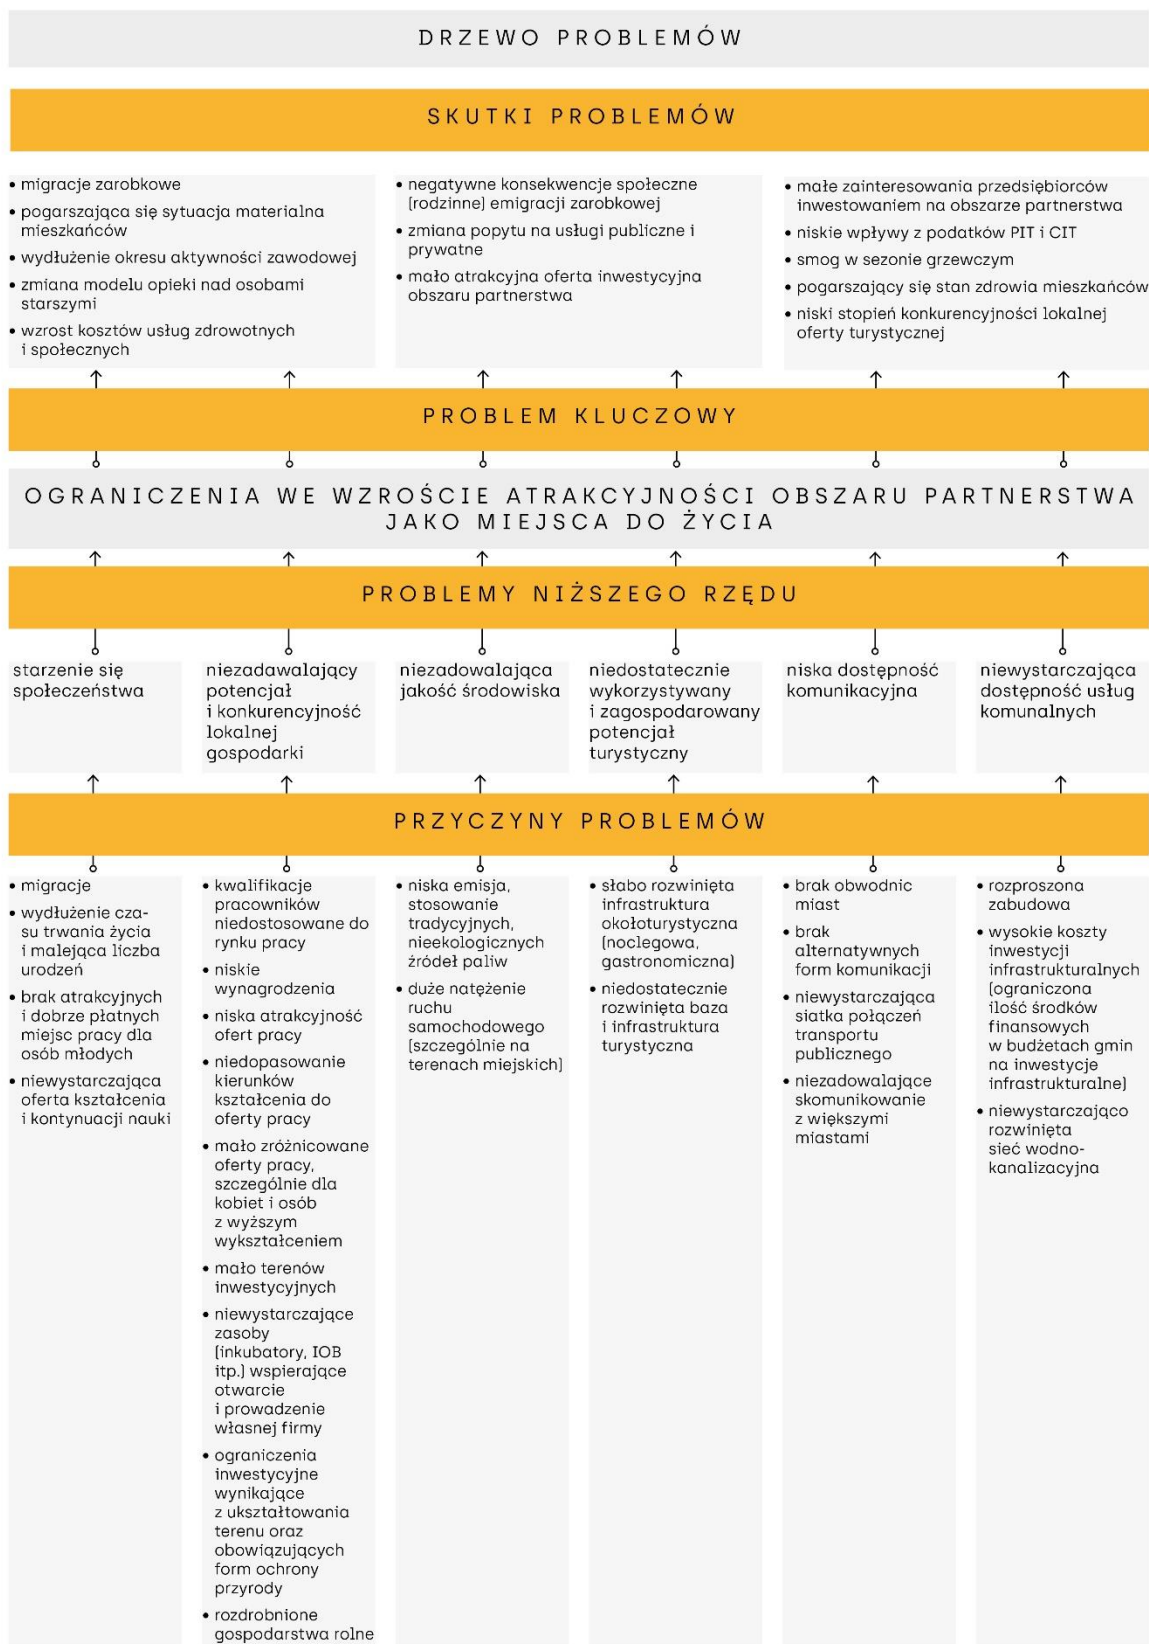 DRZEWO PROBLEMÓW
SKUTKI PROBLEMÓW
• migracje zarobkowe
• pogarszająca się sytuacja materialna
mieszkańców
• wydłużenie okresu aktywności zawodowej
• zmiana modelu opieki nad osobami
starszymi
• wzrost kosztów usług zdrowotnych
i społecznych
• negatywne konsekwencje społeczne
(rodzinne) emigracji zarobkowej
• zmiana popytu na usługi publiczne i
prywatne
• mało atrakcyjna oferta inwestycyjna
obszaru partnerstwa
• małe zainteresowania przedsiębiorców
inwestowaniem na obszarze partnerstwa
• niskie wpływy z podatków PIT i CIT
• smog w sezonie grzewczym
• pogarszający się stan zdrowia mieszkańców
• niski stopień konkurencyjności lokalnej
oferty turystycznej
PROBLEM KLUCZOWY
OGRANICZENIA WE WZROŚCIE ATRAKCYJNOŚCI OBSZARU PARTNERSTWA
JAKO MIEJSCA DO ŻYCIA
PROBLEMY NIŻSZEGO RZĘDU
starzenie się
społeczeństwa
niezadawalający
potencjał
i konkurencyjność
lokalnej
gospodarki
niezadowalająca
jakość środowiska
niedostatecznie
wykorzystywany
i zagospodarowany
potencjał
turystyczny
niska dostępność
komunikacyjna
niewystarczająca
dostępność usług
komunalnych
PRZYCZYNY PROBLEMÓW
• migracje
• wydłużenie cza-
su trwania życia
i malejąca liczba
urodzeń
• brak atrakcyjnych
i dobrze płatnych
miejsc pracy dla
osób młodych
• niewystarczająca
oferta kształcenia
i kontynuacji nauki
• kwalifikacje
pracowników
niedostosowane do
rynku pracy
• niskie
wynagrodzenia
• niska atrakcyjność
ofert pracy
• niedopasowanie
kierunków
kształcenia do
oferty pracy
• mało zróżnicowane
oferty pracy,
szczególnie dla
kobiet i osób
z wyższym
wykształceniem
• mało terenów
inwestycyjnych
• niewystarczające
zasoby
(inkubatory, IOB
itp.) wspierające
otwarcie
i prowadzenie
własnej firmy
• ograniczenia
inwestycyjne
wynikające
z ukształtowania
terenu oraz
obowiązujących
form ochrony
przyrody
• rozdrobnione
gospodarstwa rolne
• niska emisja,
stosowanie
tradycyjnych,
nieekologicznych
źródeł paliw
• duże natężenie
ruchu
samochodowego
(szczególnie na
terenach miejskich)
• słabo rozwinięta
infrastruktura
okołoturystyczna
(noclegowa,
gastronomiczna)
• niedostatecznie
rozwinięta baza
i infrastruktura
turystyczna
• brak obwodnic
miast
• brak
alternatywnych
form komunikacji
• niewystarczająca
siatka połączeń
transportu
publicznego
• niezadowalające
skomunikowanie
z większymi
miastami
• rozproszona
zabudowa
• wysokie koszty
inwestycji
infrastrukturalnych
(ograniczona
ilość środków
finansowych
w budżetach gmin
na inwestycje
infrastrukturalne)
• niewystarczająco
rozwinięta
sieć wodno-
kanalizacyjna